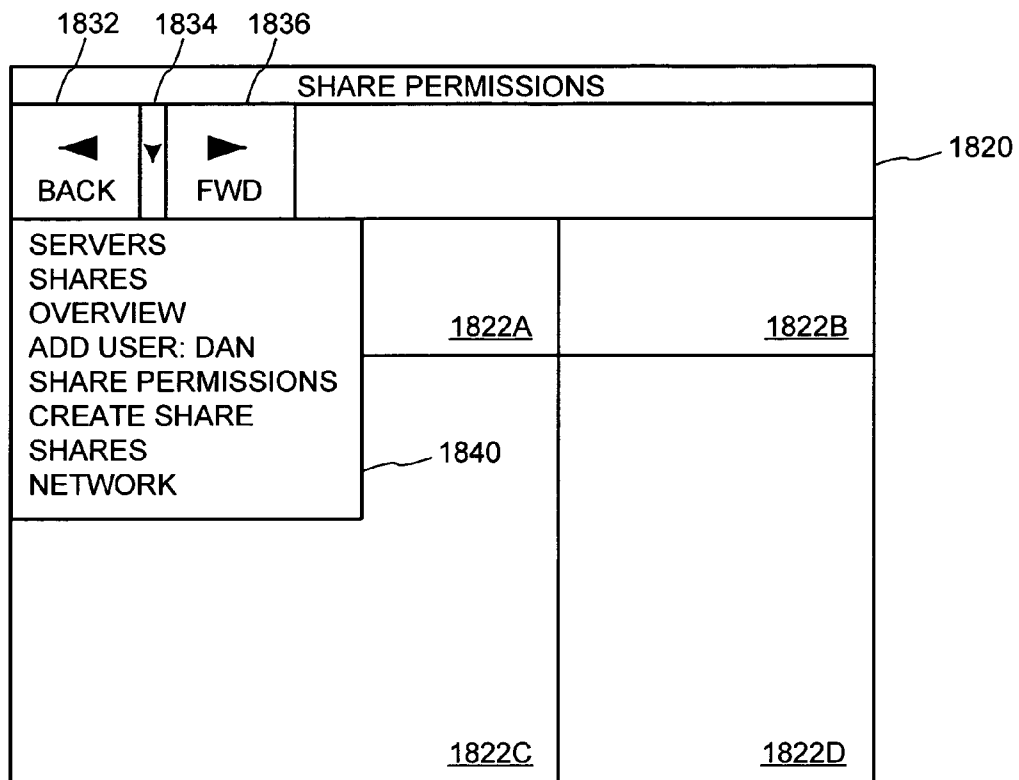 1832 1834 1836
SHARE PERMISSIONS
BACK FWD
1820
SERVERS
SHARES
OVERVIEW
ADD USER: DAN
SHARE PERMISSIONS
CREATE SHARE
SHARES
NETWORK
1822A 1822B
1840
1822C 1822D